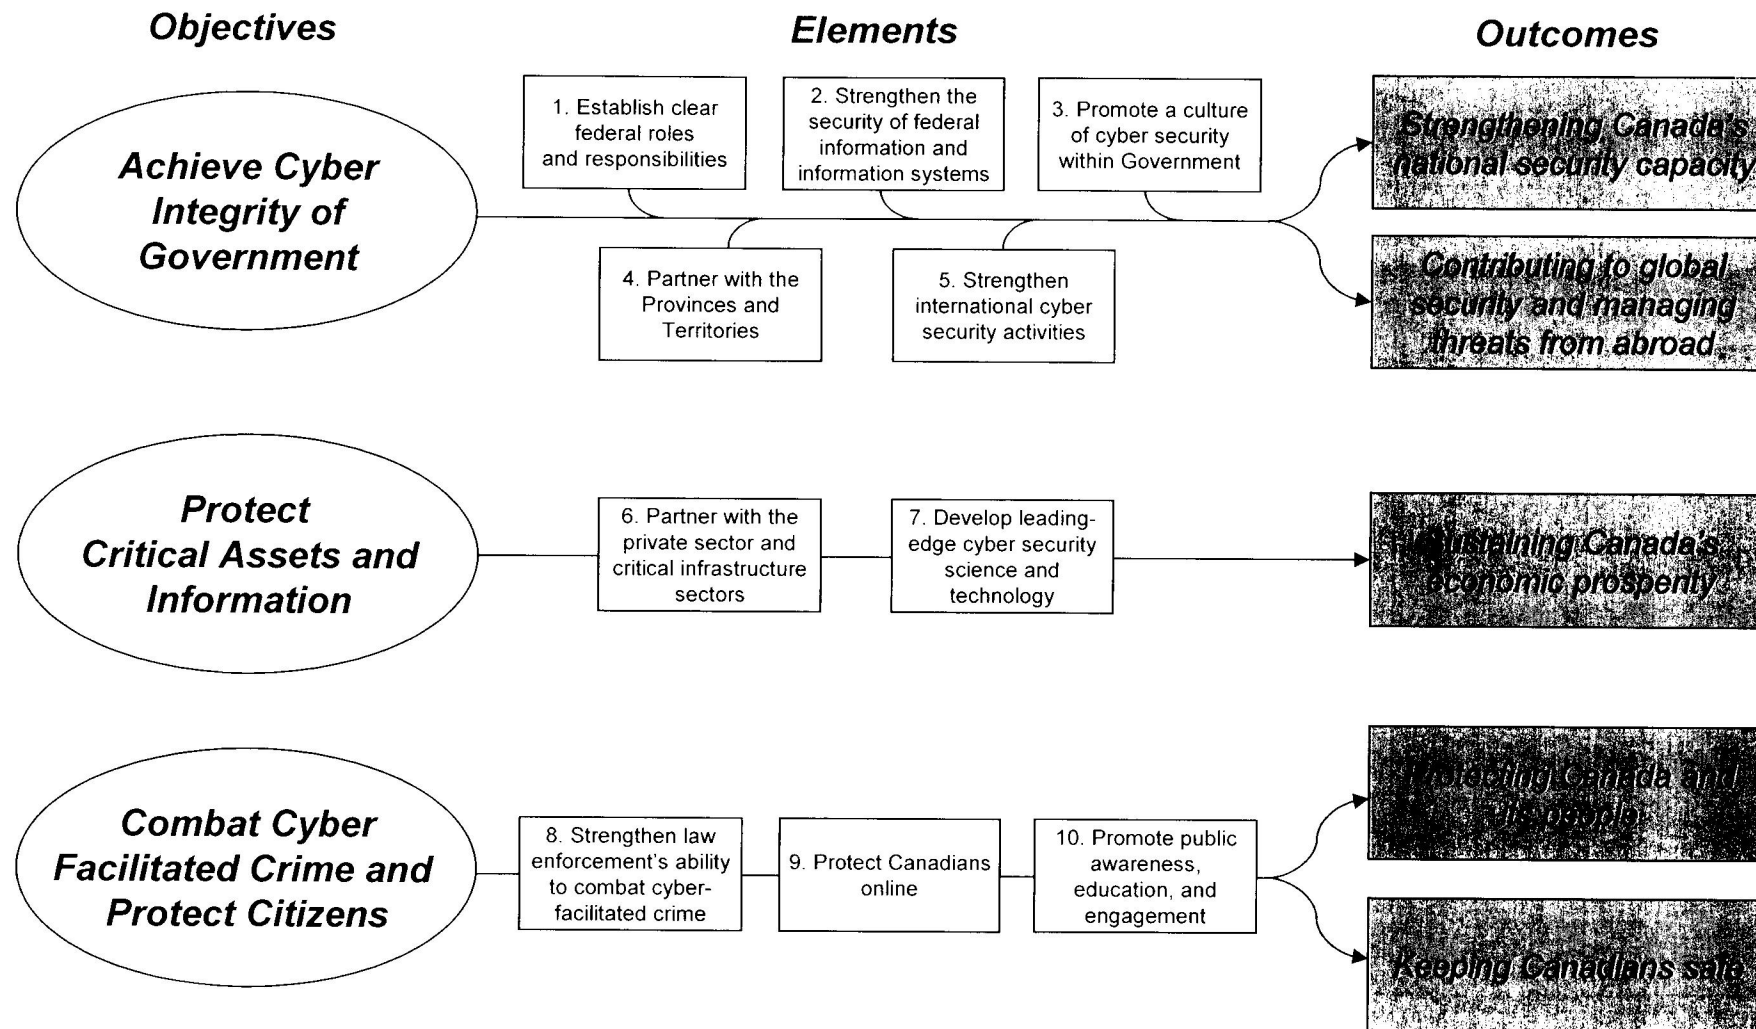 Objectives
Elements
Outcomes
Achieve Cyber
Integrity of
Government
1. Establish clear
federal roles
and responsibilities
2. Strengthen the
security of federal
information and
information systems
3. Promote a culture
of cyber security
within Government
4. Partner with the
Provinces and
Territories
5. Strengthen
international cyber
security activities
Strengthening Canada's
national security capacity
Contributing to global
security and managing
threats from abroad
Protect
Critical Assets and
Information
6. Partner with the
private sector and
critical infrastructure
sectors
7. Develop leading-
edge cyber security
science and
technology
Sustaining Canada's
economic prosperity
Combat Cyber
Facilitated Crime and
Protect Citizens
8. Strengthen law
enforcement's ability
to combat cyber-
facilitated crime
9. Protect Canadians
online
10. Promote public
awareness,
education, and
engagement
Protecting Canada and
its people
Keeping Canadians safe